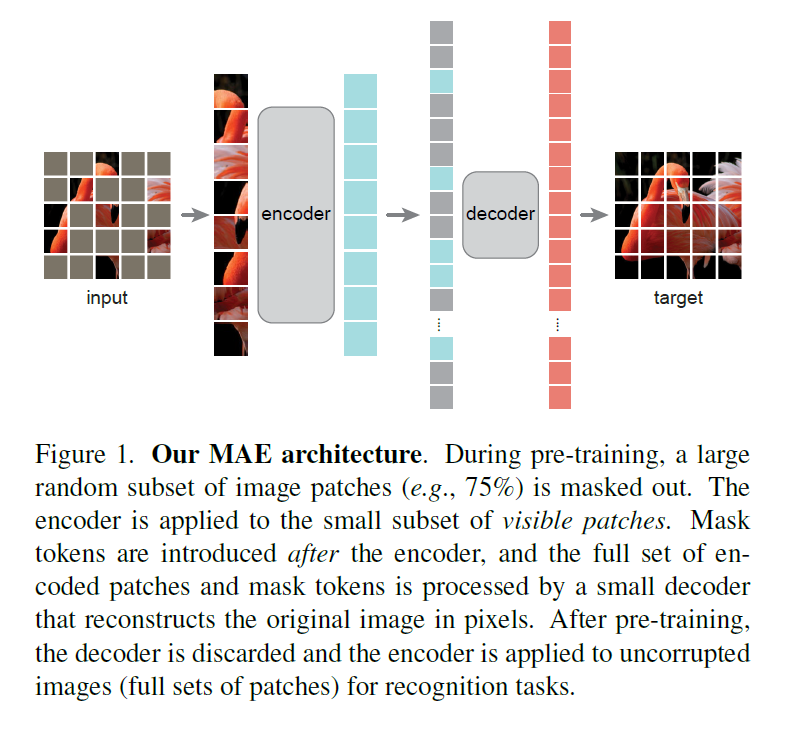 encoder
decoder
input
target
Figure 1. Our MAE architecture. During pre-training, a large
random subset of image patches (e.g., 75%) is masked out. The
encoder is applied to the small subset of visible patches. Mask
tokens are introduced after the encoder, and the full set of en-
coded patches and mask tokens is processed by a small decoder
that reconstructs the original image in pixels. After pre-training,
the decoder is discarded and the encoder is applied to uncorrupted
images (full sets of patches) for recognition tasks.